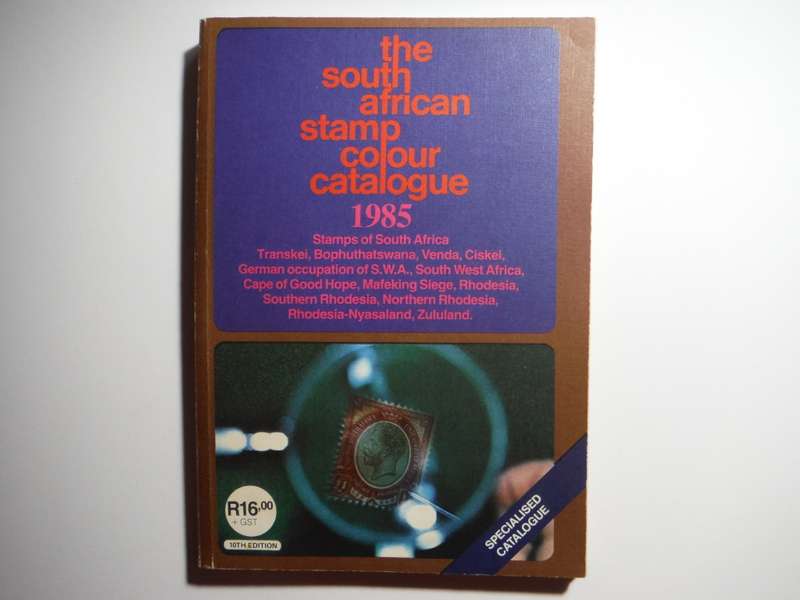 the
south
african
stamp
colour
catalogue
1985
Stamps of South Africa
Transkei, Bophuthatswana, Venda, Ciskei,
German occupation of S.W.A., South West Africa,
Cape of Good Hope, Mafeking Siege, Rhodesia,
Southern Rhodesia, Northern Rhodesia,
Rhodesia-Nyasaland, Zululand.
R16,00
+ GST
10TH EDITION
SPECIALISED
CATALOGUE